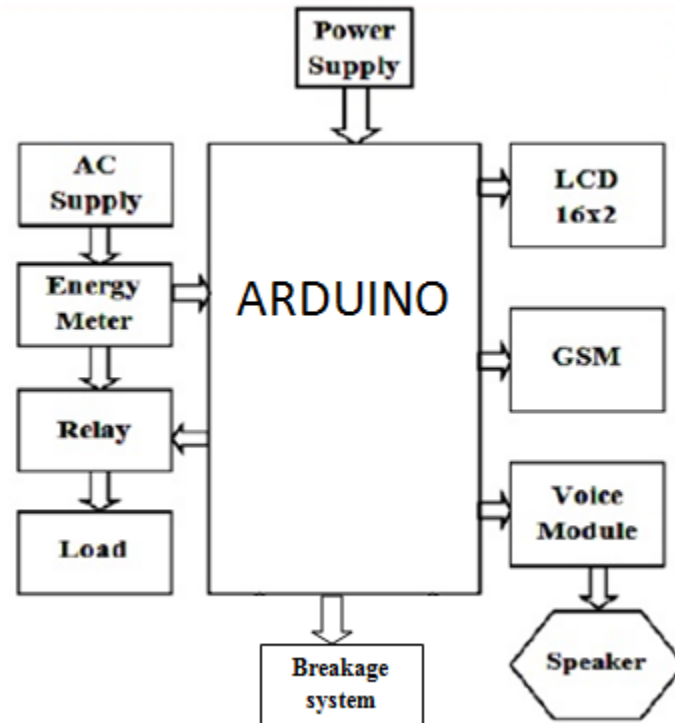 Power
Supply
AC
Supply
LCD
16x2
Energy
Meter
ARDUINO
GSM
Relay
Voice
Module
Load
Breakage
system
Speaker